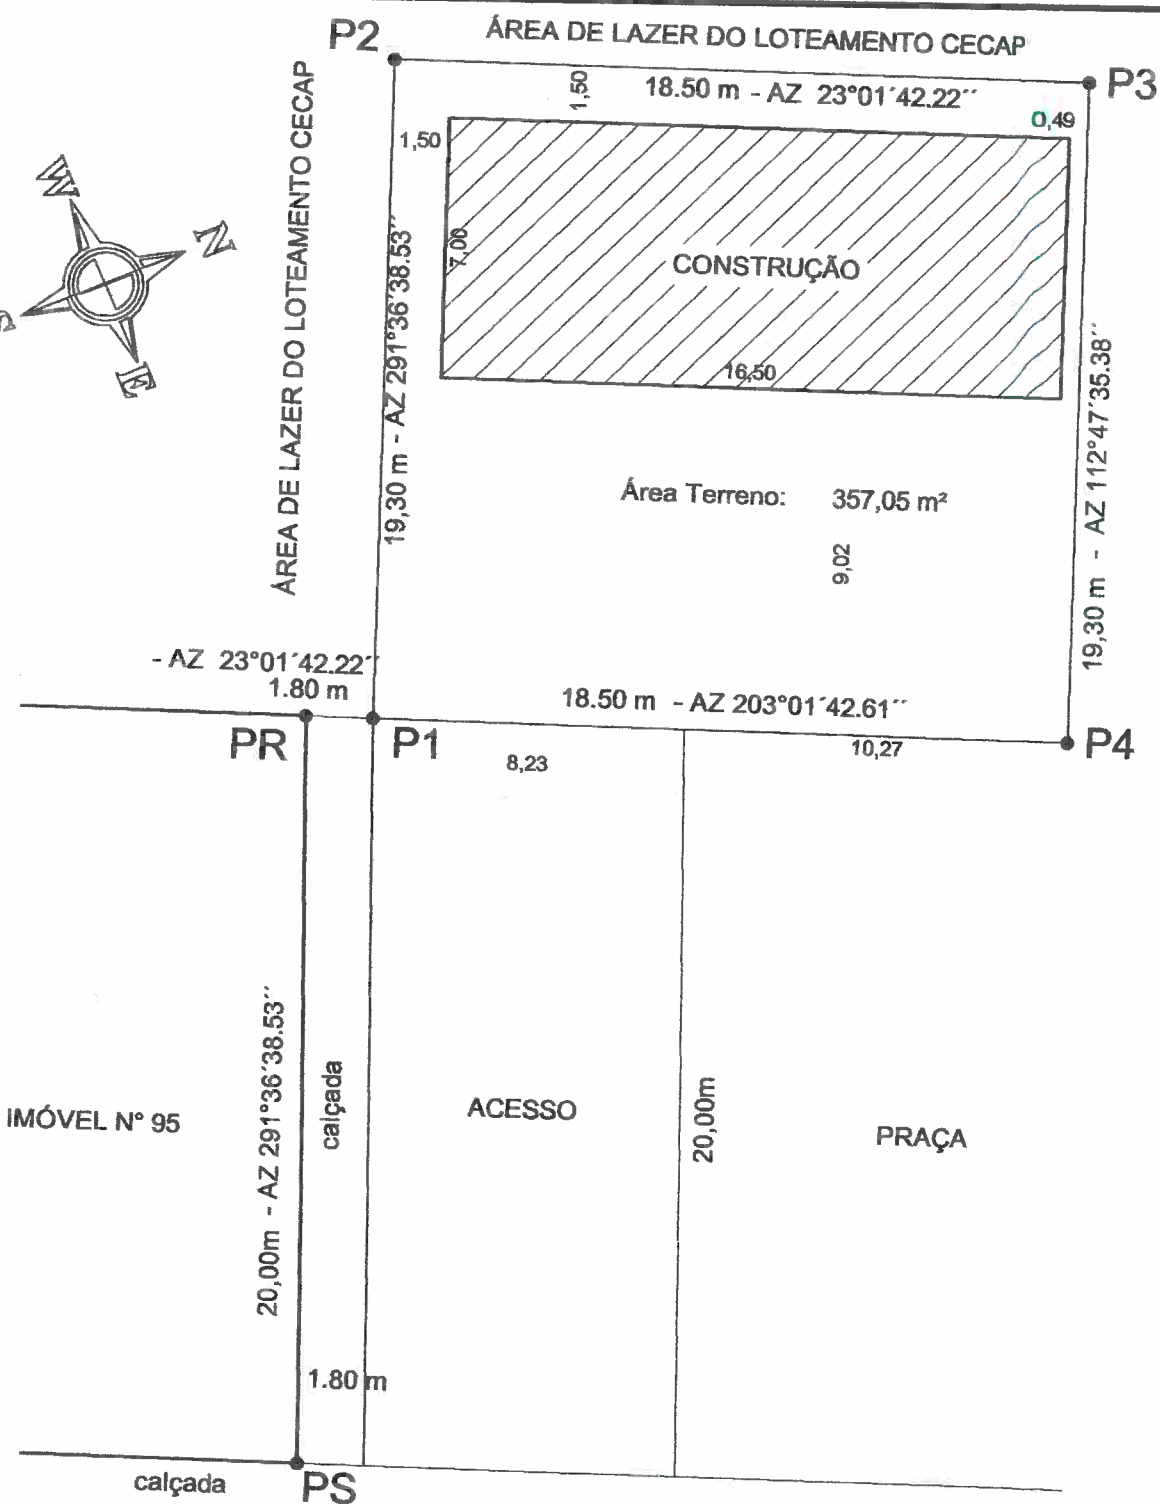 ÁREA DE LAZER DO LOTEAMENTO CECAP
P2
P3
1,50
18.50 m - AZ 23°01´42.22´´
0,49
1,50
ÁREA DE LAZER DO LOTEAMENTO CECAP
W
N
S
E
19,30 m - AZ 291°36´38.53´´
7,00
CONSTRUÇÃO
16,50
19,30 m - AZ 112°47´35.38´´
Área Terreno: 357,05 m²
9,02
- AZ 23°01´42.22´´
1.80 m
18.50 m - AZ 203°01´42.61´´
PR
P1
P4
8,23
10,27
20,00m - AZ 291°36´38.53´´
calçada
IMÓVEL N° 95
ACESSO
20,00m
PRAÇA
1.80 m
calçada
PS